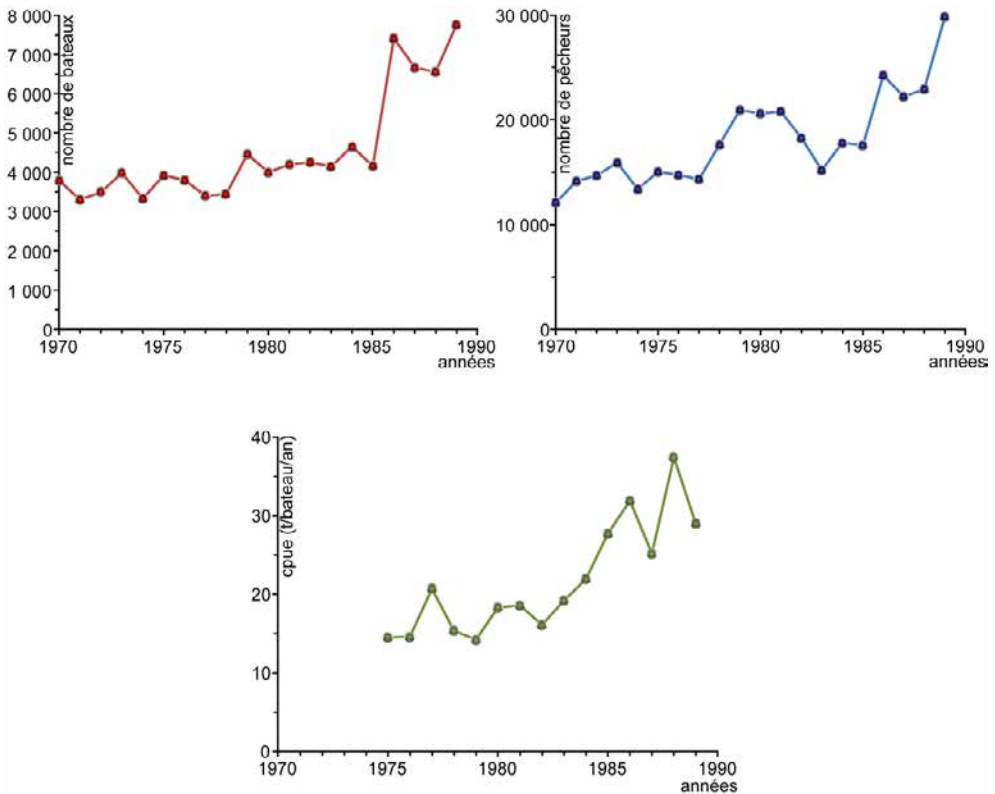 8 000
7 000
6 000
5 000
4 000
3 000
2 000
1 000
0
nombre de bateaux
1970 1975 1980 1985 1990
années
30 000
20 000
10 000
0
nombre de pêcheurs
1970 1975 1980 1985 1990
années
40
30
20
10
0
cpue (t/bateau/an)
1970 1975 1980 1985 1990
années